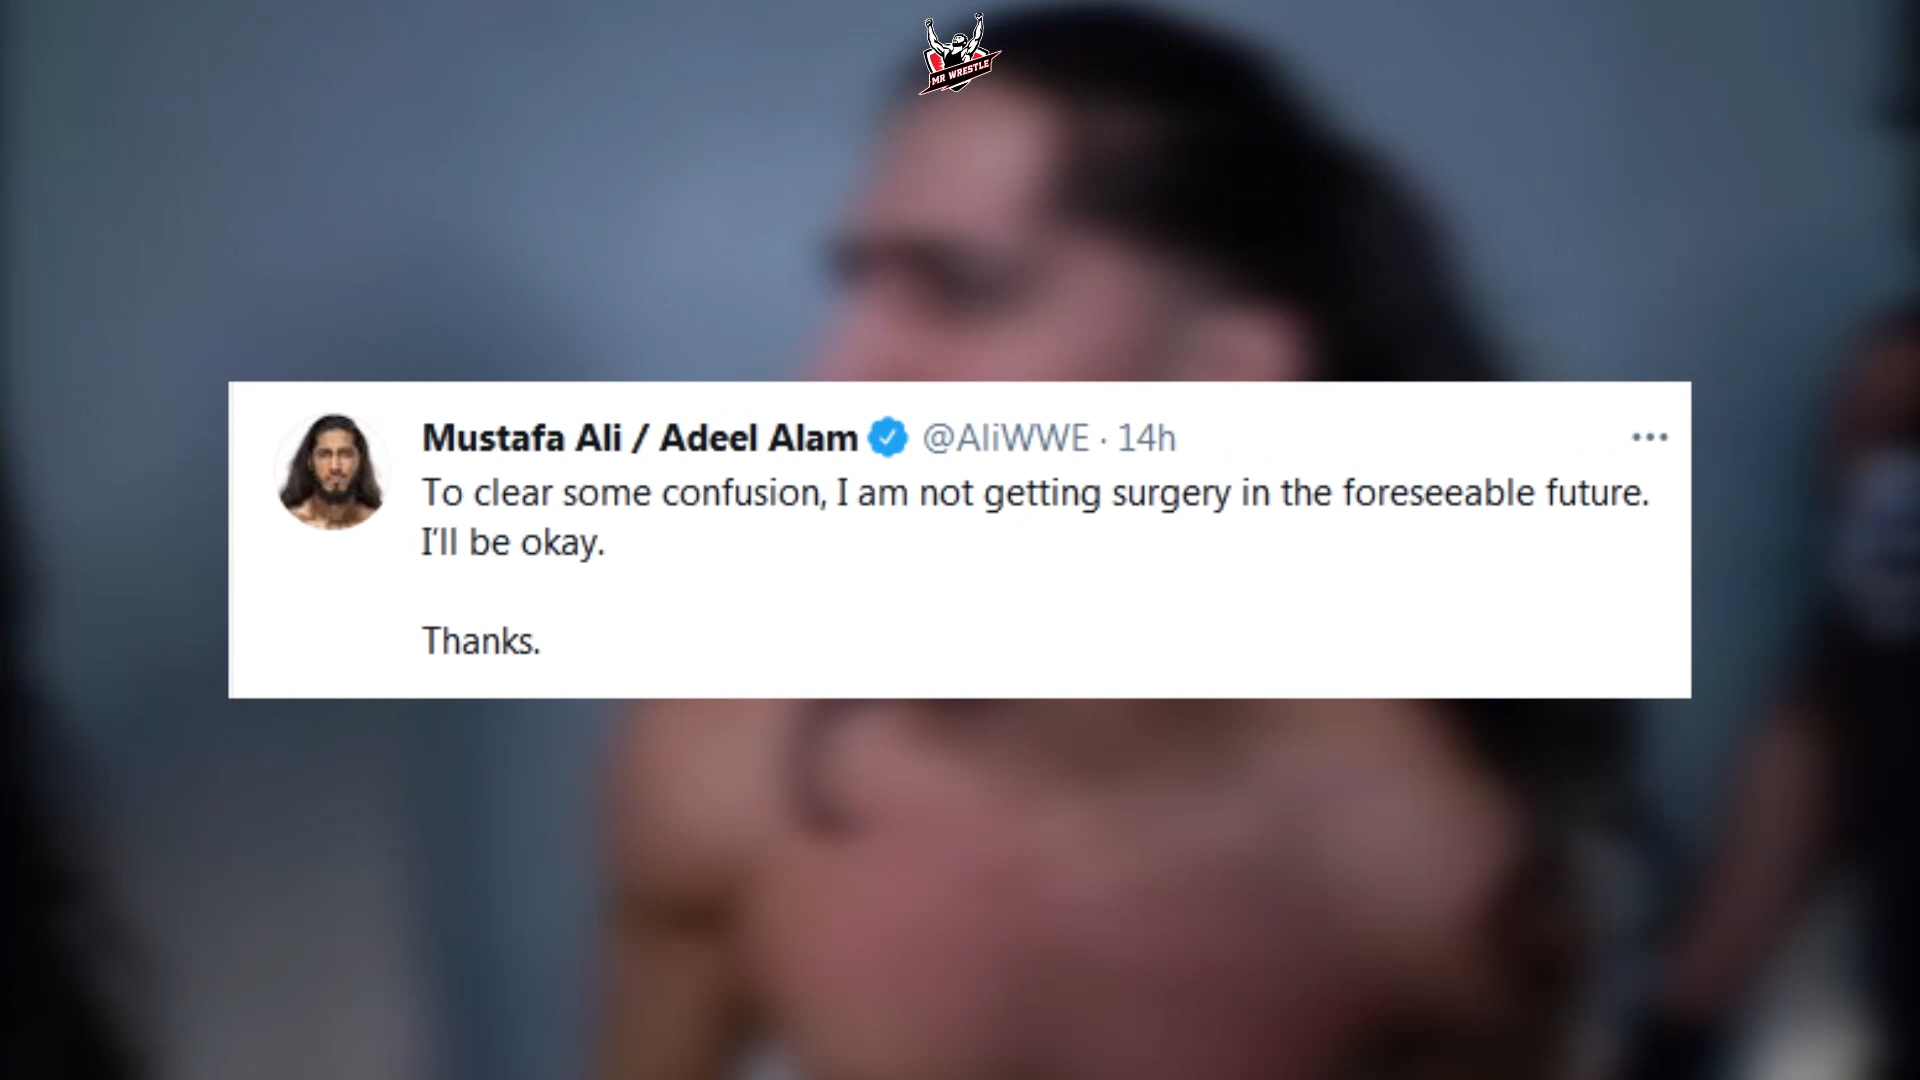 MR WRESTLE
Mustafa Ali / Adeel Alam @AliWWE · 14h
To clear some confusion, I am not getting surgery in the foreseeable future.
I'll be okay.
Thanks.